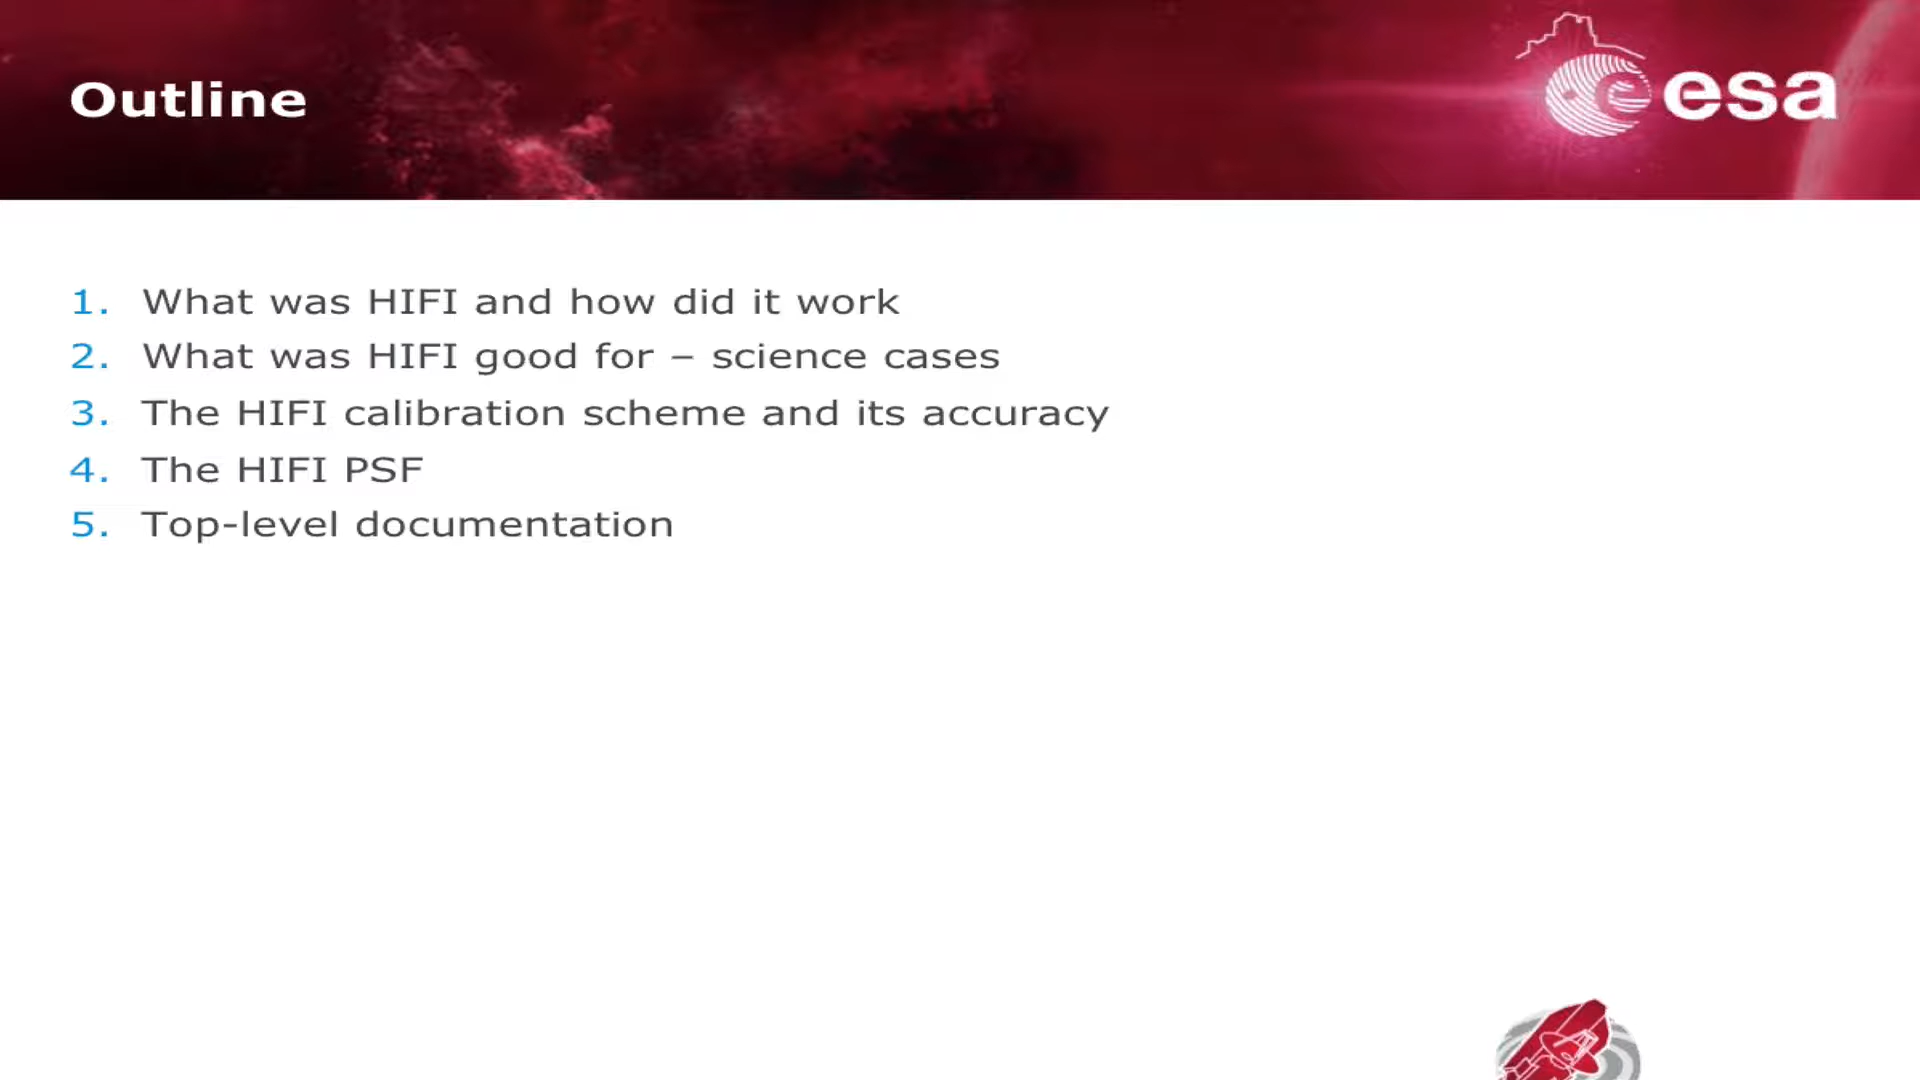 Outline
esa
1. What was HIFI and how did it work
2. What was HIFI good for – science cases
3. The HIFI calibration scheme and its accuracy
4. The HIFI PSF
5. Top-level documentation